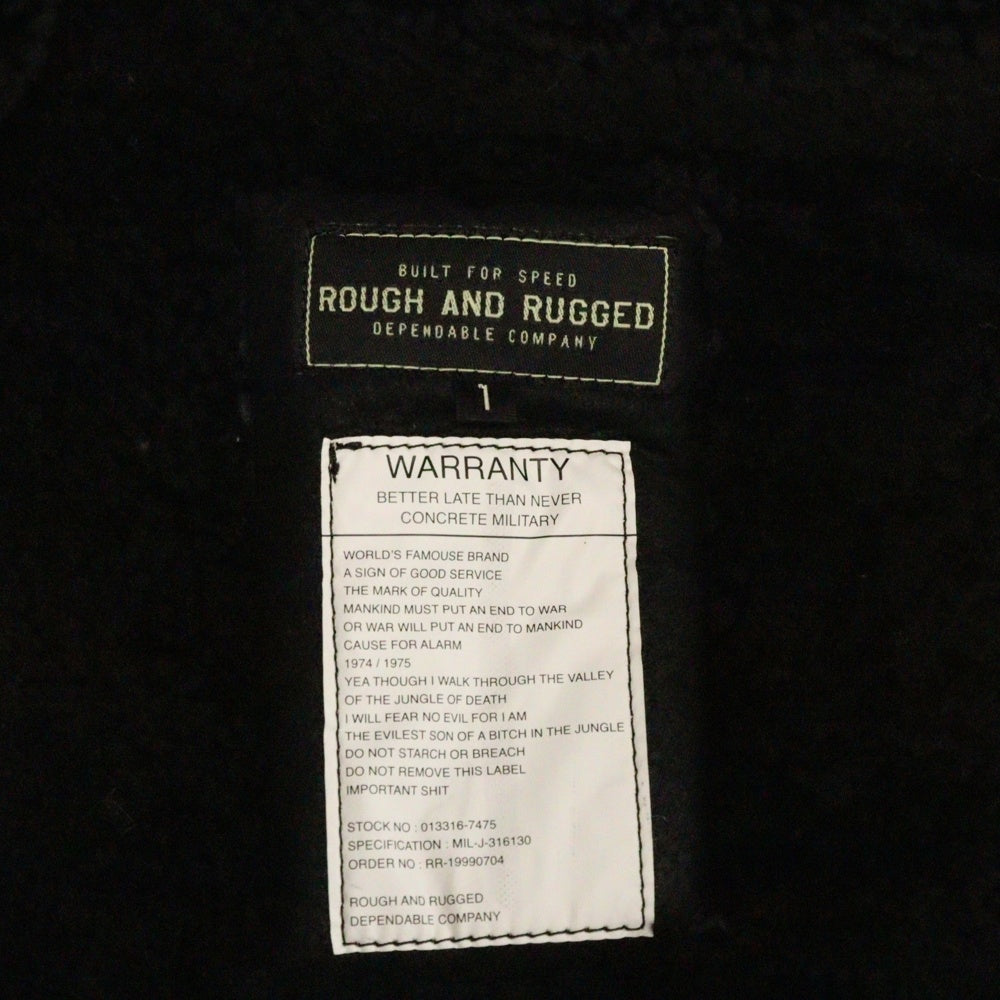 BUILT FOR SPEED
ROUGH AND RUGGED
DEPENDABLE COMPANY
1
WARRANTY
BETTER LATE THAN NEVER
CONCRETE MILITARY
WORLD'S FAMOUSE BRAND
A SIGN OF GOOD SERVICE
THE MARK OF QUALITY
MANKIND MUST PUT AN END TO WAR
OR WAR WILL PUT AN END TO MANKIND
CAUSE FOR ALARM
1974 / 1975
YEA THOUGH I WALK THROUGH THE VALLEY
OF THE JUNGLE OF DEATH
I WILL FEAR NO EVIL FOR I AM
THE EVILEST SON OF A BITCH IN THE JUNGLE
DO NOT STARCH OR BREACH
DO NOT REMOVE THIS LABEL
IMPORTANT SHIT
STOCK NO : 013316-7475
SPECIFICATION : MIL-J-316130
ORDER NO : RR-19990704
ROUGH AND RUGGED
DEPENDABLE COMPANY